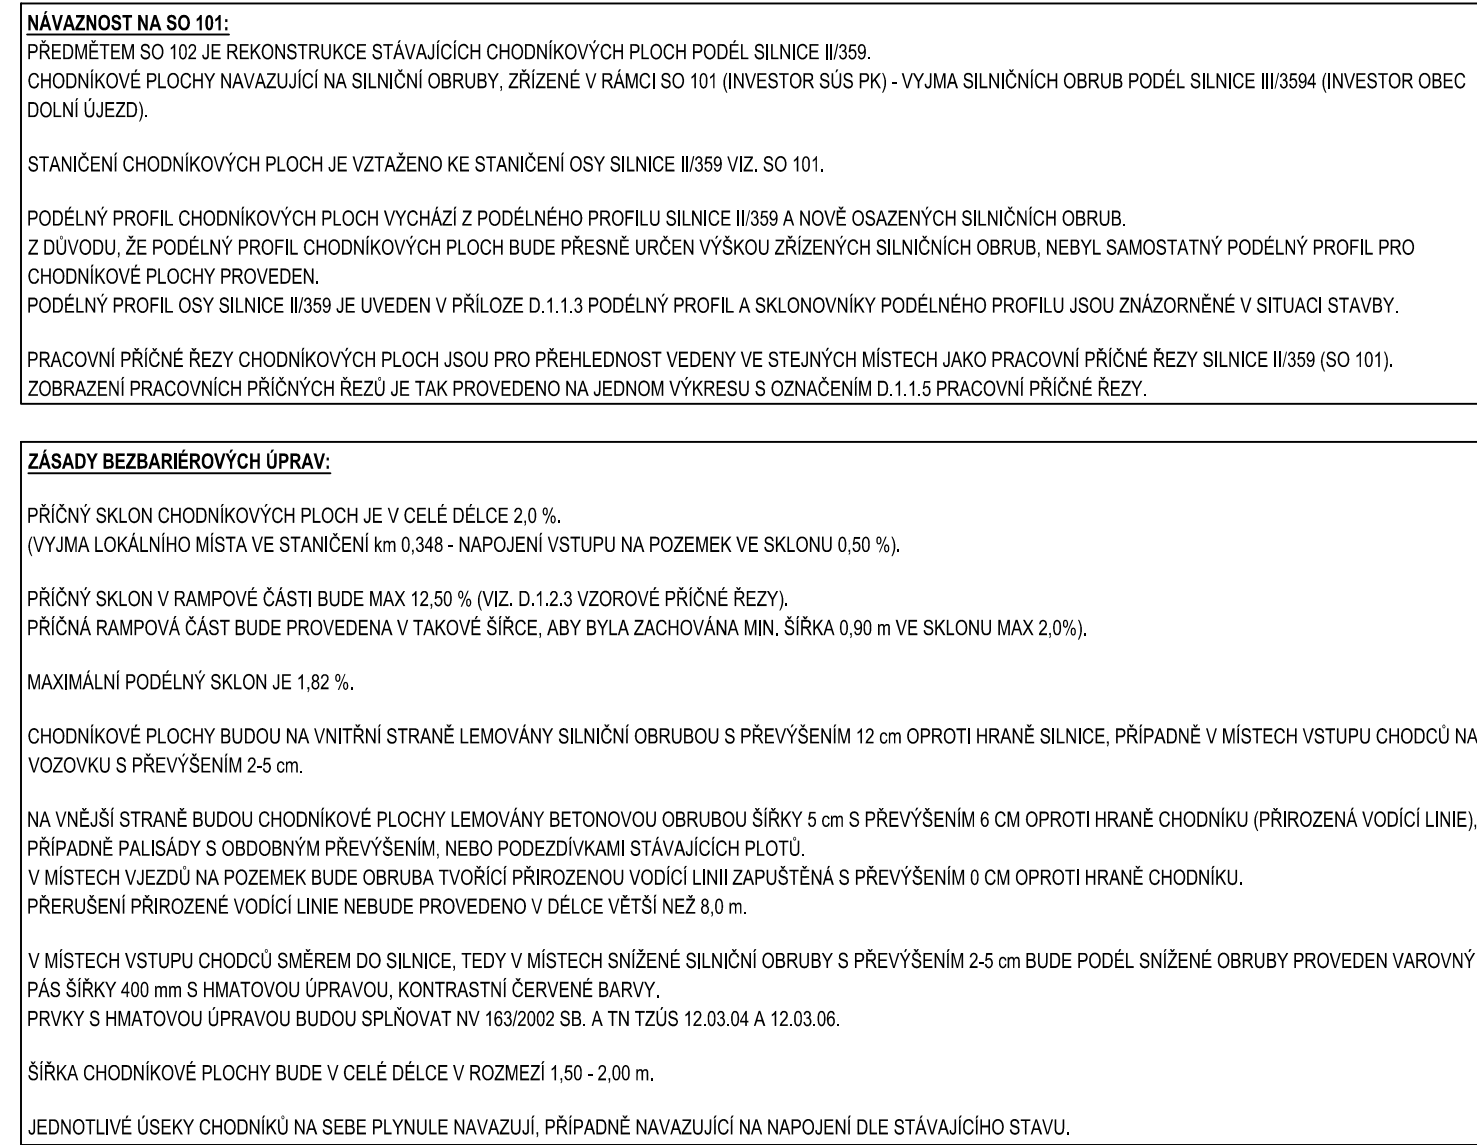 NÁVAZNOST NA SO 101:
PŘEDMĚTEM SO 102 JE REKONSTRUKCE STÁVAJÍCÍCH CHODNÍKOVÝCH PLOCH PODÉL SILNICE II/359.
CHODNÍKOVÉ PLOCHY NAVAZUJÍCÍ NA SILNIČNÍ OBRUBY, ZŘÍZENÉ V RÁMCI SO 101 (INVESTOR SÚS PK) - VYJMA SILNIČNÍCH OBRUB PODÉL SILNICE III/3594 (INVESTOR OBEC
DOLNÍ ÚJEZD).
STANIČENÍ CHODNÍKOVÝCH PLOCH JE VZTAŽENO KE STANIČENÍ OSY SILNICE II/359 VIZ. SO 101.
PODÉLNÝ PROFIL CHODNÍKOVÝCH PLOCH VYCHÁZÍ Z PODÉLNÉHO PROFILU SILNICE II/359 A NOVĚ OSAZENÝCH SILNIČNÍCH OBRUB.
Z DŮVODU, ŽE PODÉLNÝ PROFIL CHODNÍKOVÝCH PLOCH BUDE PŘESNĚ URČEN VÝŠKOU ZŘÍZENÝCH SILNIČNÍCH OBRUB, NEBYL SAMOSTATNÝ PODÉLNÝ PROFIL PRO
CHODNÍKOVÉ PLOCHY PROVEDEN.
PODÉLNÝ PROFIL OSY SILNICE II/359 JE UVEDEN V PŘÍLOZE D.1.1.3 PODÉLNÝ PROFIL A SKLONOVNÍKY PODÉLNÉHO PROFILU JSOU ZNÁZORNĚNÉ V SITUACI STAVBY.
PRACOVNÍ PŘÍČNÉ ŘEZY CHODNÍKOVÝCH PLOCH JSOU PRO PŘEHLEDNOST VEDENY VE STEJNÝCH MÍSTECH JAKO PRACOVNÍ PŘÍČNÉ ŘEZY SILNICE II/359 (SO 101).
ZOBRAZENÍ PRACOVNÍCH PŘÍČNÝCH ŘEZŮ JE TAK PROVEDENO NA JEDNOM VÝKRESU S OZNAČENÍM D.1.1.5 PRACOVNÍ PŘÍČNÉ ŘEZY.
ZÁSADY BEZBARIÉROVÝCH ÚPRAV:
PŘÍČNÝ SKLON CHODNÍKOVÝCH PLOCH JE V CELÉ DÉLCE 2,0 %.
(VYJMA LOKÁLNÍHO MÍSTA VE STANIČENÍ km 0,348 - NAPOJENÍ VSTUPU NA POZEMEK VE SKLONU 0,50 %).
PŘÍČNÝ SKLON V RAMPOVÉ ČÁSTI BUDE MAX 12,50 % (VIZ. D.1.2.3 VZOROVÉ PŘÍČNÉ ŘEZY).
PŘÍČNÁ RAMPOVÁ ČÁST BUDE PROVEDENA V TAKOVÉ ŠÍŘCE, ABY BYLA ZACHOVÁNA MIN. ŠÍŘKA 0,90 m VE SKLONU MAX 2,0%).
MAXIMÁLNÍ PODÉLNÝ SKLON JE 1,82 %.
CHODNÍKOVÉ PLOCHY BUDOU NA VNITŘNÍ STRANĚ LEMOVÁNY SILNIČNÍ OBRUBOU S PŘEVÝŠENÍM 12 cm OPROTI HRANĚ SILNICE, PŘÍPADNĚ V MÍSTECH VSTUPU CHODCŮ NA
VOZOVKU S PŘEVÝŠENÍM 2-5 cm.
NA VNĚJŠÍ STRANĚ BUDOU CHODNÍKOVÉ PLOCHY LEMOVÁNY BETONOVOU OBRUBOU ŠÍŘKY 5 cm S PŘEVÝŠENÍM 6 CM OPROTI HRANĚ CHODNÍKU (PŘIROZENÁ VODÍCÍ LINIE),
PŘÍPADNĚ PALISÁDY S OBDOBNÝM PŘEVÝŠENÍM, NEBO PODEZDÍVKAMI STÁVAJÍCÍCH PLOTŮ.
V MÍSTECH VJEZDŮ NA POZEMEK BUDE OBRUBA TVOŘÍCÍ PŘIROZENOU VODÍCÍ LINII ZAPUŠTĚNÁ S PŘEVÝŠENÍM 0 CM OPROTI HRANĚ CHODNÍKU.
PŘERUŠENÍ PŘIROZENÉ VODÍCÍ LINIE NEBUDE PROVEDENO V DÉLCE VĚTŠÍ NEŽ 8,0 m.
V MÍSTECH VSTUPU CHODCŮ SMĚREM DO SILNICE, TEDY V MÍSTECH SNÍŽENÉ SILNIČNÍ OBRUBY S PŘEVÝŠENÍM 2-5 cm BUDE PODÉL SNÍŽENÉ OBRUBY PROVEDEN VAROVNÝ
PÁS ŠÍŘKY 400 mm S HMATOVOU ÚPRAVOU, KONTRASTNÍ ČERVENÉ BARVY.
PRVKY S HMATOVOU ÚPRAVOU BUDOU SPLŇOVAT NV 163/2002 SB. A TN TZÚS 12.03.04 A 12.03.06.
ŠÍŘKA CHODNÍKOVÉ PLOCHY BUDE V CELÉ DÉLCE V ROZMEZÍ 1,50 - 2,00 m.
JEDNOTLIVÉ ÚSEKY CHODNÍKŮ NA SEBE PLYNULE NAVAZUJÍ, PŘÍPADNĚ NAVAZUJÍCÍ NA NAPOJENÍ DLE STÁVAJÍCÍHO STAVU.